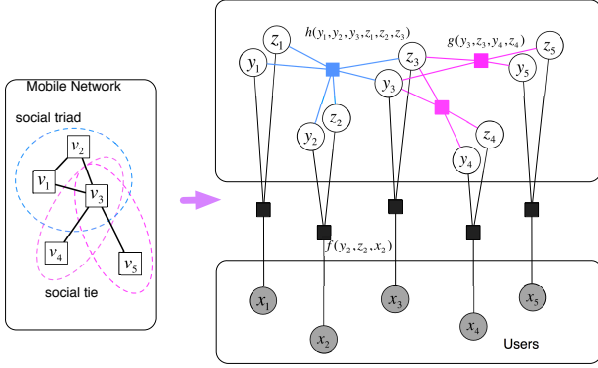 Mobile Network
social triad
v₂
v₁
v₃
v₄
v₅
social tie
h(y₁,y₂,y₃,z₁,z₂,z₃)
g(y₃,z₃,y₄,z₄)
z₁
y₁
z₃
z₅
y₅
y₃
z₂
y₂
z₄
y₄
f(y₂,z₂,x₂)
x₁
x₂
x₃
x₄
x₅
Users